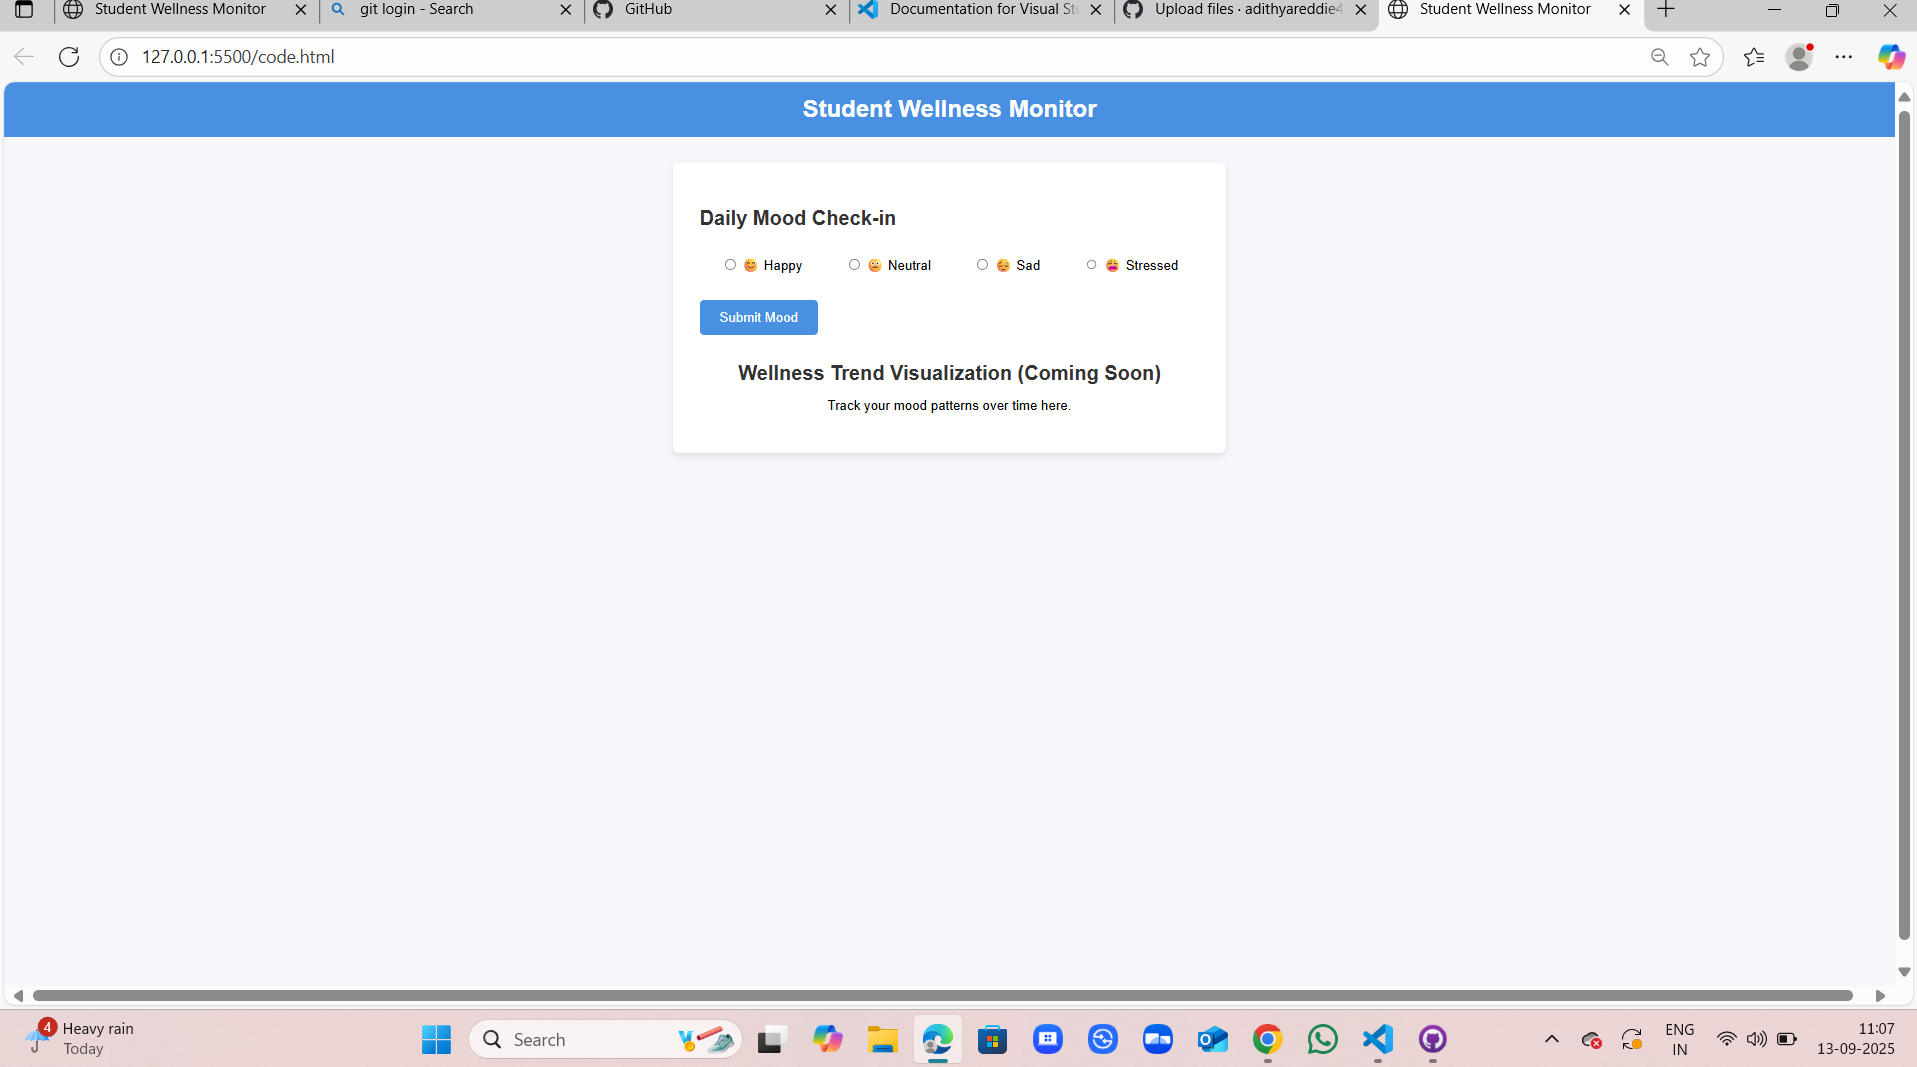 Student Wellness Monitor
git login - Search
GitHub
Documentation for Visual St
Upload files · adithyareddie4
Student Wellness Monitor
127.0.0.1:5500/code.html
Student Wellness Monitor
Daily Mood Check-in
😊 Happy 😐 Neutral 😔 Sad 😩 Stressed
Submit Mood
Wellness Trend Visualization (Coming Soon)
Track your mood patterns over time here.
4
Heavy rain
Today
Search
ENG
IN
11:07
13-09-2025